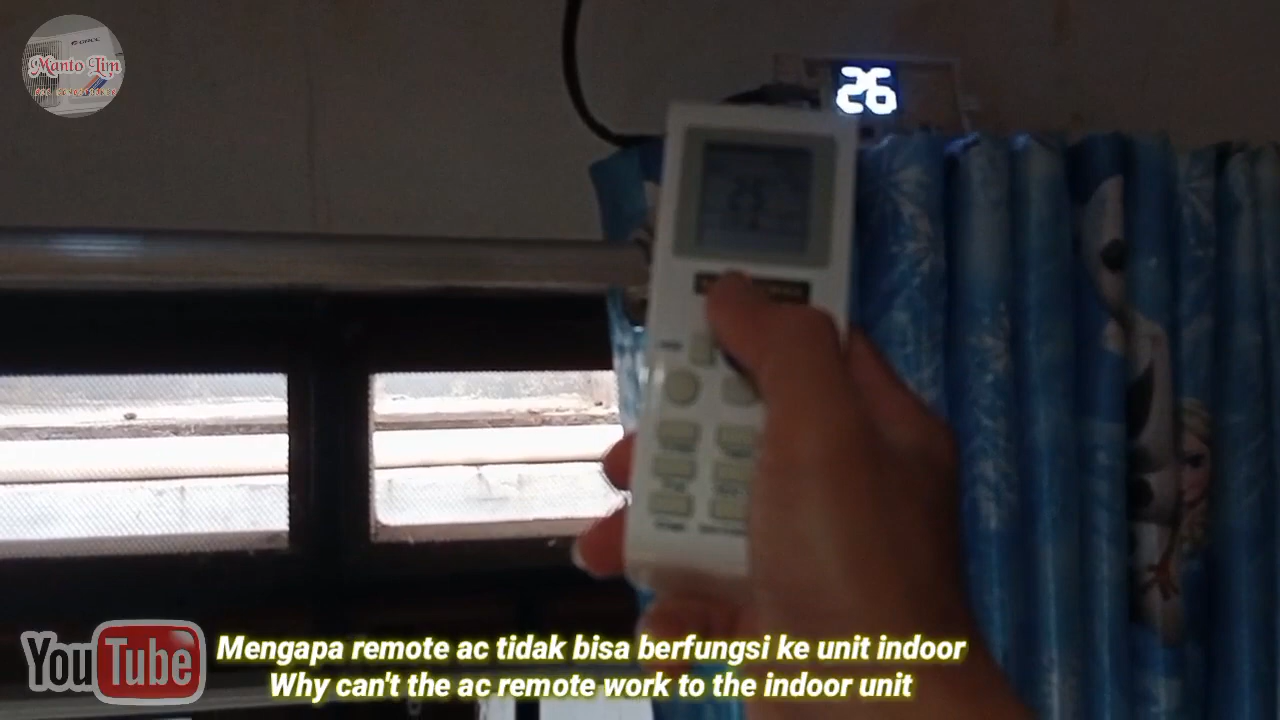 GREE
Manto Lim
26
YouTube
Mengapa remote ac tidak bisa berfungsi ke unit indoor
Why can't the ac remote work to the indoor unit